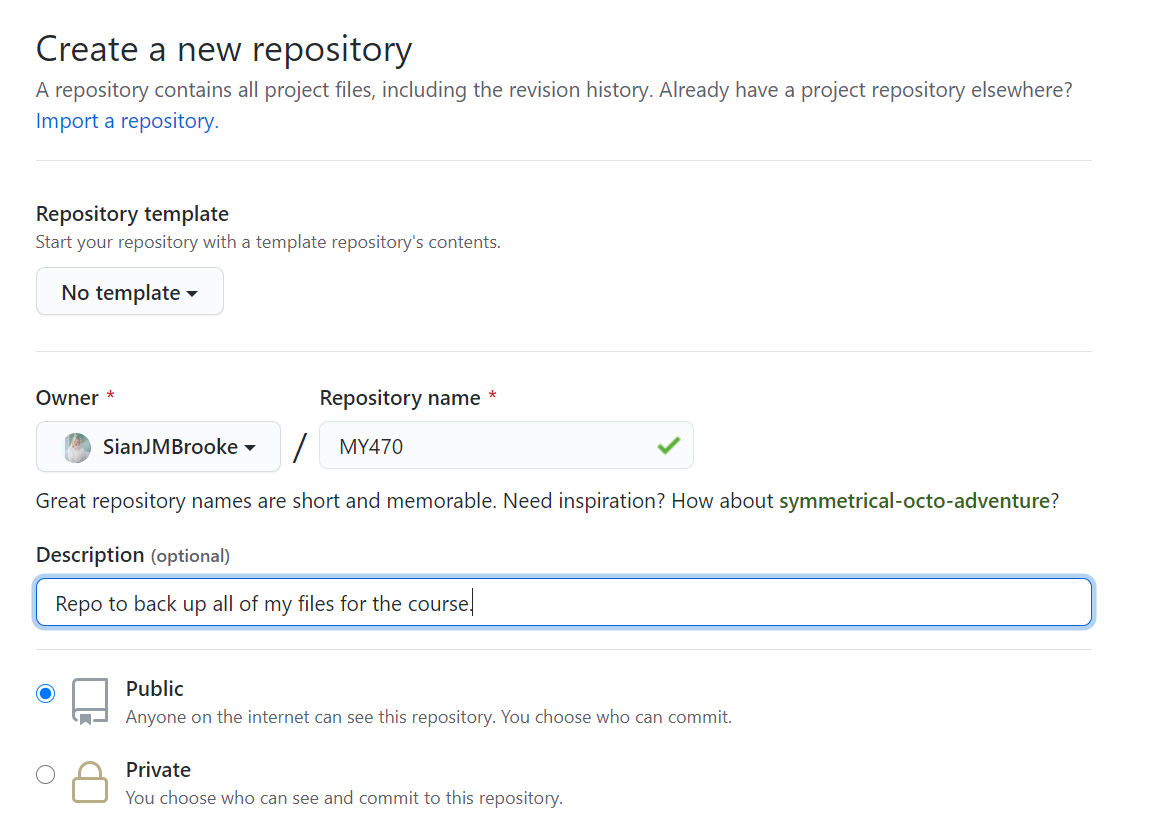 Create a new repository
A repository contains all project files, including the revision history. Already have a project repository elsewhere?
Import a repository.
Repository template
Start your repository with a template repository's contents.
No template
Owner *
Repository name *
SianJMBrooke / MY470
Great repository names are short and memorable. Need inspiration? How about symmetrical-octo-adventure?
Description (optional)
Repo to back up all of my files for the course.
Public
Anyone on the internet can see this repository. You choose who can commit.
Private
You choose who can see and commit to this repository.